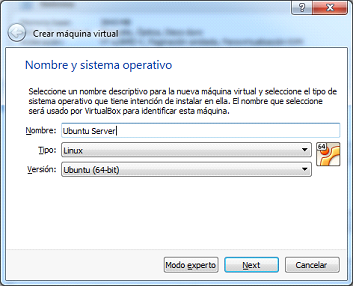 Crear máquina virtual
Nombre y sistema operativo
Seleccione un nombre descriptivo para la nueva máquina virtual y seleccione el tipo de
sistema operativo que tiene intención de instalar en ella. El nombre que seleccione
será usado por VirtualBox para identificar esta máquina.
Nombre: Ubuntu Server
Tipo: Linux
64
Versión: Ubuntu (64-bit)
Modo experto Next Cancelar